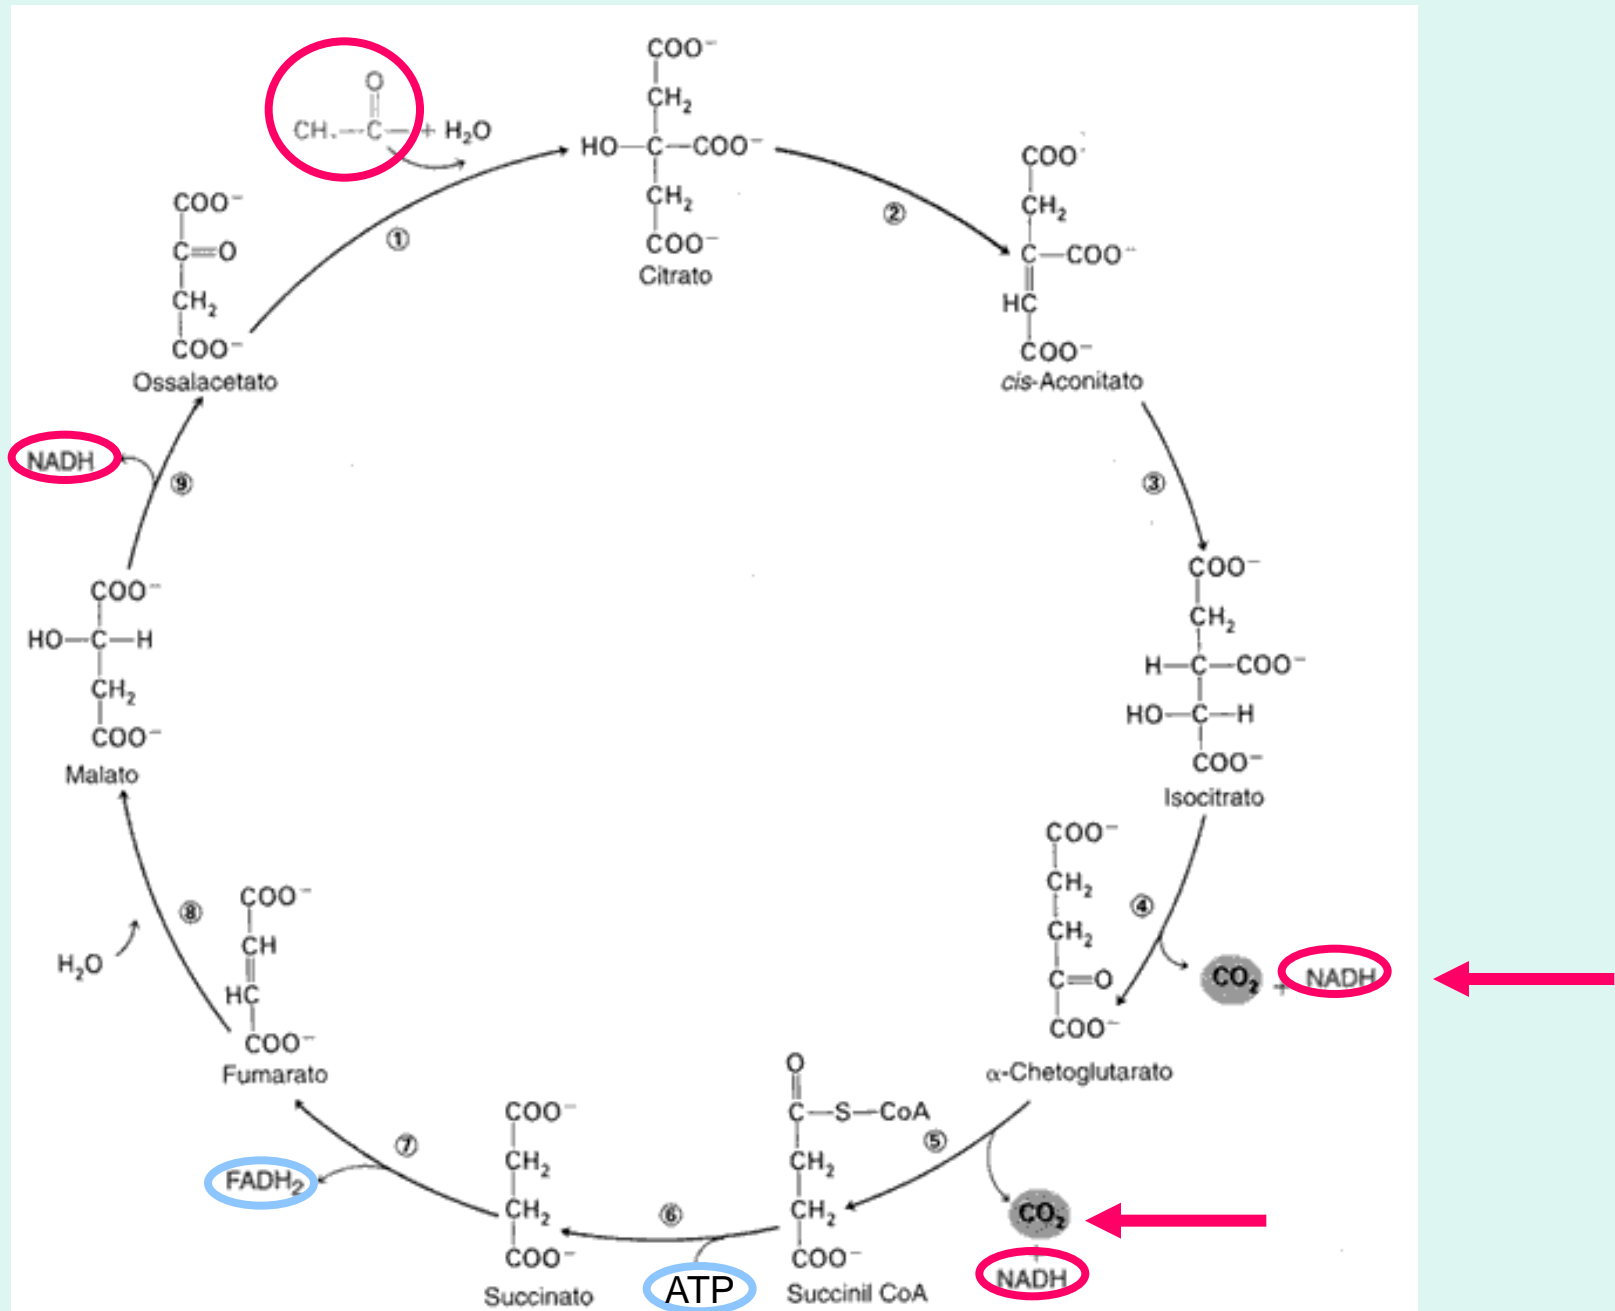 O
CH
C
+ H₂O
①
COO⁻
CH₂
HO—C—COO⁻
CH₂
COO⁻
Citrato
②
COO⁻
CH₂
C—COO⁻
HC
COO⁻
cis-Aconitato
③
COO⁻
CH₂
H—C—COO⁻
HO—C—H
COO⁻
Isocitrato
④
CO₂ + NADH
COO⁻
CH₂
CH₂
C=O
COO⁻
α-Chetoglutarato
⑤
CO₂
+
NADH
O
C—S—CoA
CH₂
CH₂
COO⁻
Succinil CoA
⑥
ATP
COO⁻
CH₂
CH₂
COO⁻
Succinato
⑦
FADH₂
COO⁻
CH
HC
COO⁻
Fumarato
⑧
H₂O
COO⁻
HO—C—H
CH₂
COO⁻
Malato
⑨
NADH
COO⁻
C=O
CH₂
COO⁻
Ossalacetato